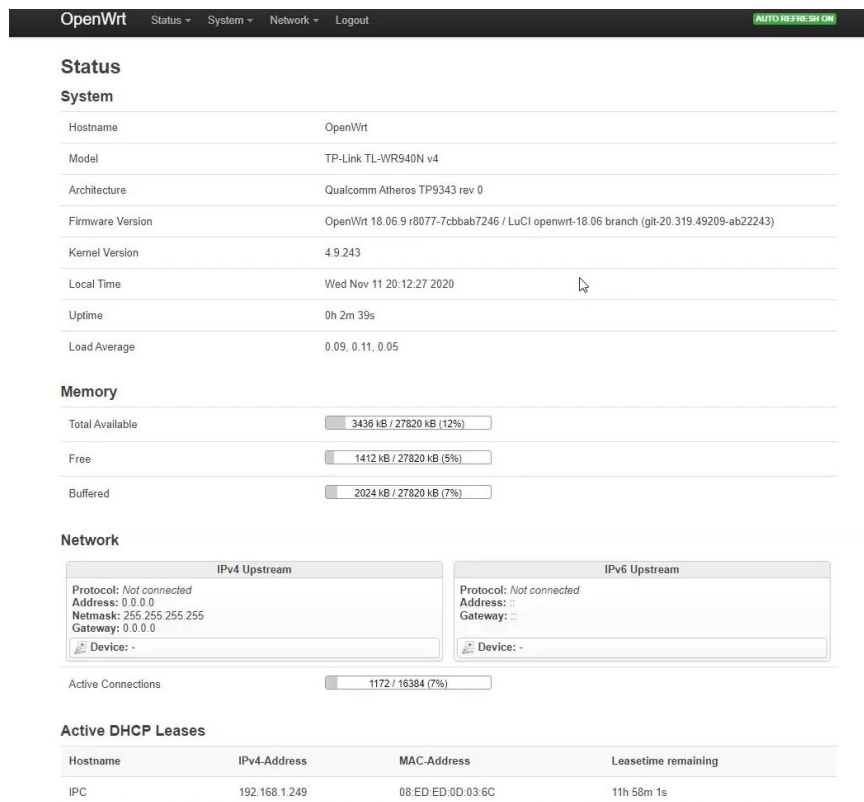 OpenWrt Status System Network Logout AUTO REFRESH ON
Status
System
Hostname OpenWrt
Model TP-Link TL-WR940N v4
Architecture Qualcomm Atheros TP9343 rev 0
Firmware Version OpenWrt 18.06.9 r8077-7cbbab7246 / LuCI openwrt-18.06 branch (git-20.319.49209-ab22243)
Kernel Version 4.9.243
Local Time Wed Nov 11 20:12:27 2020
Uptime 0h 2m 39s
Load Average 0.09, 0.11, 0.05
Memory
Total Available 3436 kB / 27820 kB (12%)
Free 1412 kB / 27820 kB (5%)
Buffered 2024 kB / 27820 kB (7%)
Network
IPv4 Upstream
Protocol: Not connected
Address: 0.0.0.0
Netmask: 255.255.255.255
Gateway: 0.0.0.0
Device: -
IPv6 Upstream
Protocol: Not connected
Address: ::
Gateway: ::
Device: -
Active Connections 1172 / 16384 (7%)
Active DHCP Leases
Hostname IPv4-Address MAC-Address Leasetime remaining
IPC 192.168.1.249 08:ED:ED:0D:03:6C 11h 58m 1s